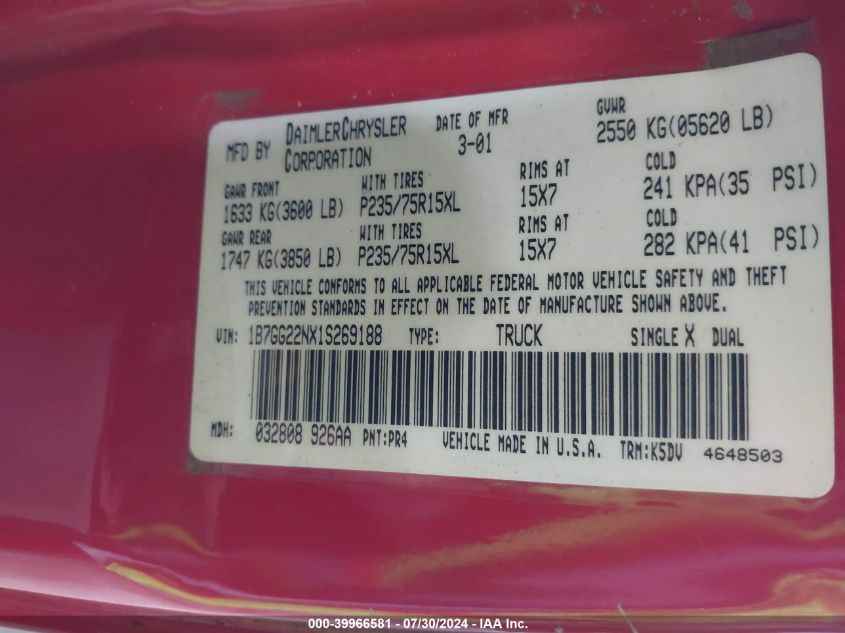 MFD BY DAIMLERCHRYSLER CORPORATION DATE OF MFR 3-01 GVWR 2550 KG(05620 LB)
GAWR FRONT WITH TIRES RIMS AT COLD
1633 KG(3600 LB) P235/75R15XL 15X7 241 KPA(35 PSI)
GAWR REAR WITH TIRES RIMS AT COLD
1747 KG(3850 LB) P235/75R15XL 15X7 282 KPA(41 PSI)
THIS VEHICLE CONFORMS TO ALL APPLICABLE FEDERAL MOTOR VEHICLE SAFETY AND THEFT
PREVENTION STANDARDS IN EFFECT ON THE DATE OF MANUFACTURE SHOWN ABOVE.
VIN: 1B7GG22NX1S269188 TYPE: TRUCK SINGLE X DUAL
MDH: 032808 926AA PNT:PR4 VEHICLE MADE IN U.S.A. TRM:K5DV 4648503
000-39966581 - 07/30/2024 - IAA Inc.